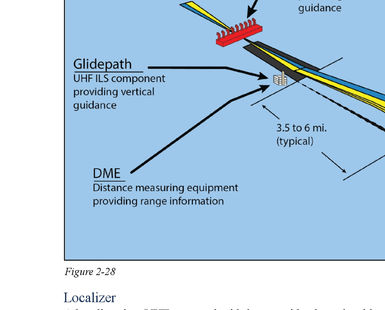 guidance
Glidepath
UHF ILS component
providing vertical
guidance
3.5 to 6 mi.
(typical)
DME
Distance measuring equipment
providing range information
Figure 2-28
Localizer